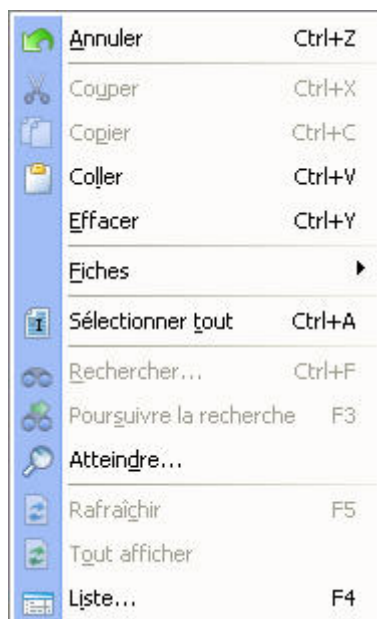 Annuler Ctrl+Z
Couper Ctrl+X
Copier Ctrl+C
Coller Ctrl+V
Effacer Ctrl+Y
Fiches
Sélectionner tout Ctrl+A
Rechercher... Ctrl+F
Poursuivre la recherche F3
Atteindre...
Rafraîchir F5
Tout afficher
Liste... F4